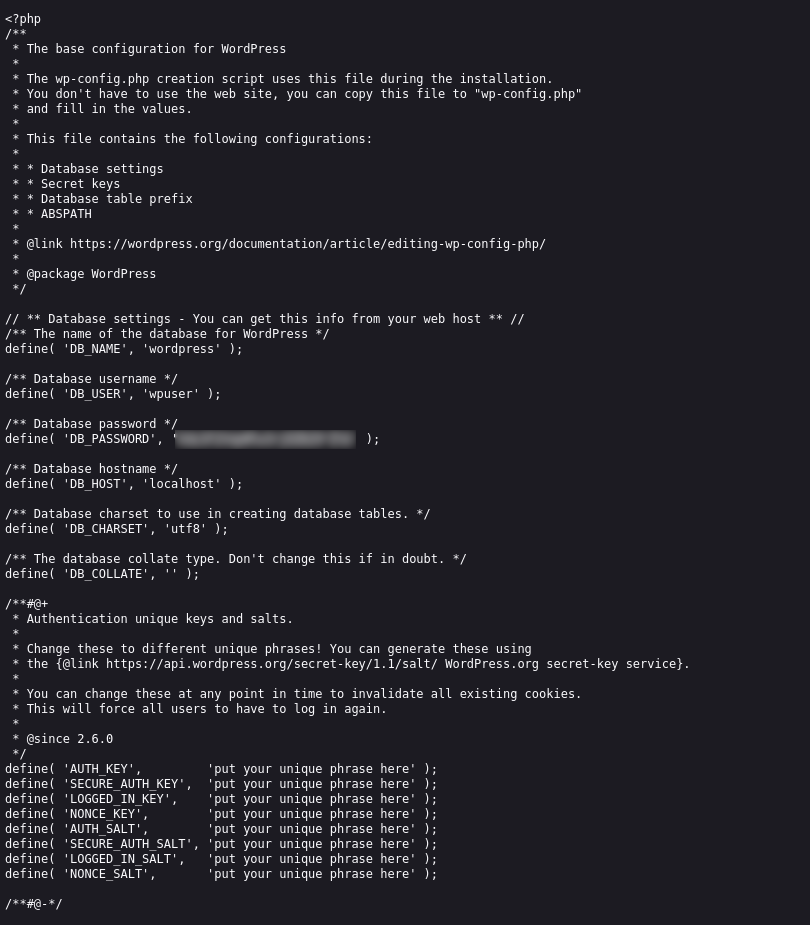 <?php
/**
 * The base configuration for WordPress
 *
 * The wp-config.php creation script uses this file during the installation.
 * You don't have to use the web site, you can copy this file to "wp-config.php"
 * and fill in the values.
 *
 * This file contains the following configurations:
 *
 * * Database settings
 * * Secret keys
 * * Database table prefix
 * * ABSPATH
 *
 * @link https://wordpress.org/documentation/article/editing-wp-config-php/
 *
 * @package WordPress
 */

// ** Database settings - You can get this info from your web host ** //
/** The name of the database for WordPress */
define( 'DB_NAME', 'wordpress' );

/** Database username */
define( 'DB_USER', 'wpuser' );

/** Database password */
define( 'DB_PASSWORD', ' );

/** Database hostname */
define( 'DB_HOST', 'localhost' );

/** Database charset to use in creating database tables. */
define( 'DB_CHARSET', 'utf8' );

/** The database collate type. Don't change this if in doubt. */
define( 'DB_COLLATE', '' );

/**#@+
 * Authentication unique keys and salts.
 *
 * Change these to different unique phrases! You can generate these using
 * the {@link https://api.wordpress.org/secret-key/1.1/salt/ WordPress.org secret-key service}.
 *
 * You can change these at any point in time to invalidate all existing cookies.
 * This will force all users to have to log in again.
 *
 * @since 2.6.0
 */
define( 'AUTH_KEY',         'put your unique phrase here' );
define( 'SECURE_AUTH_KEY',  'put your unique phrase here' );
define( 'LOGGED_IN_KEY',    'put your unique phrase here' );
define( 'NONCE_KEY',        'put your unique phrase here' );
define( 'AUTH_SALT',        'put your unique phrase here' );
define( 'SECURE_AUTH_SALT', 'put your unique phrase here' );
define( 'LOGGED_IN_SALT',   'put your unique phrase here' );
define( 'NONCE_SALT',       'put your unique phrase here' );

/**#@-*/